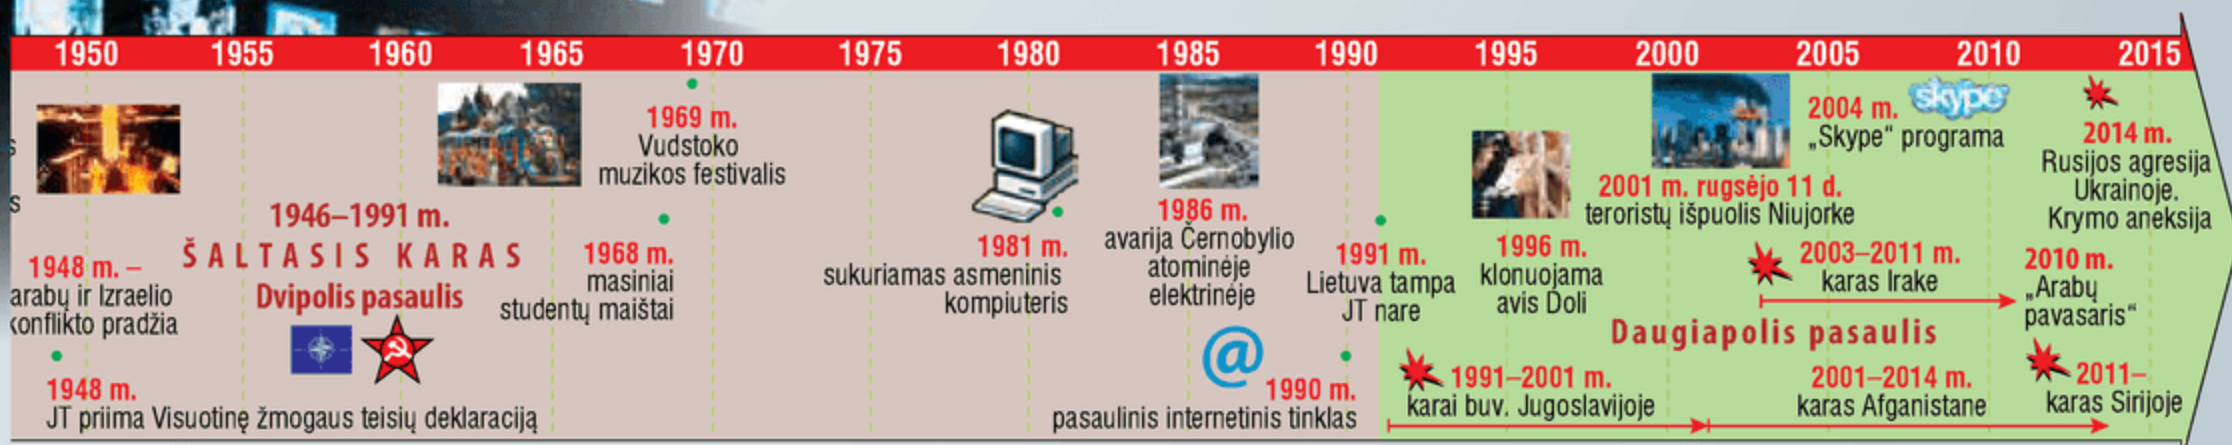 1950 1955 1960 1965 1970 1975 1980 1985 1990 1995 2000 2005 2010 2015
s
s
1948 m. –
arabų ir Izraelio
konflikto pradžia
1948 m.
JT priima Visuotinę žmogaus teisių deklaraciją
1946–1991 m.
ŠALTASIS KARAS
Dvipolis pasaulis
1969 m.
Vudstoko
muzikos festivalis
1968 m.
masiniai
studentų maištai
1981 m.
sukuriamas asmeninis
kompiuteris
1986 m.
avarija Černobylio
atominėje
elektrinėje
@
1990 m.
pasaulinis internetinis tinklas
1991 m.
Lietuva tampa
JT nare
1991–2001 m.
karai buv. Jugoslavijoje
1996 m.
klonuojama
avis Doli
2001 m. rugsėjo 11 d.
teroristų išpuolis Niujorke
2004 m.
skype
„Skype“ programa
2003–2011 m.
karas Irake
Daugiapolis pasaulis
2001–2014 m.
karas Afganistane
2014 m.
Rusijos agresija
Ukrainoje.
Krymo aneksija
2010 m.
„Arabų
pavasaris“
2011–
karas Sirijoje